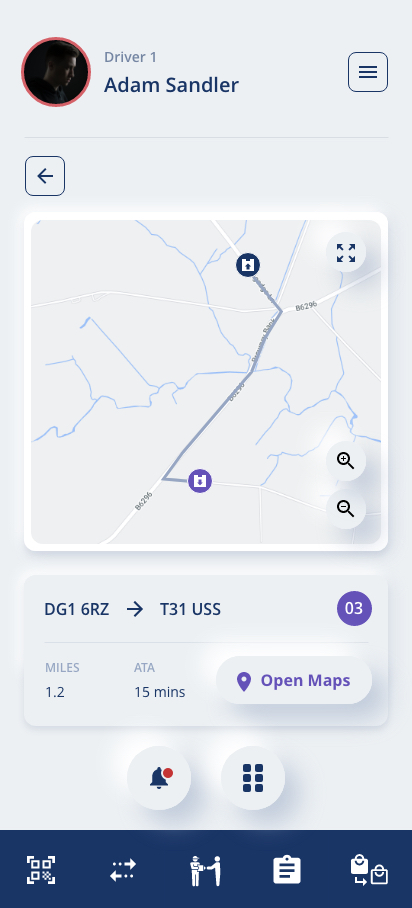 Driver 1
Adam Sandler
B6296
B6296
B6296
DG1 6RZ
T31 USS
03
MILES
ATA
1.2
15 mins
Open Maps